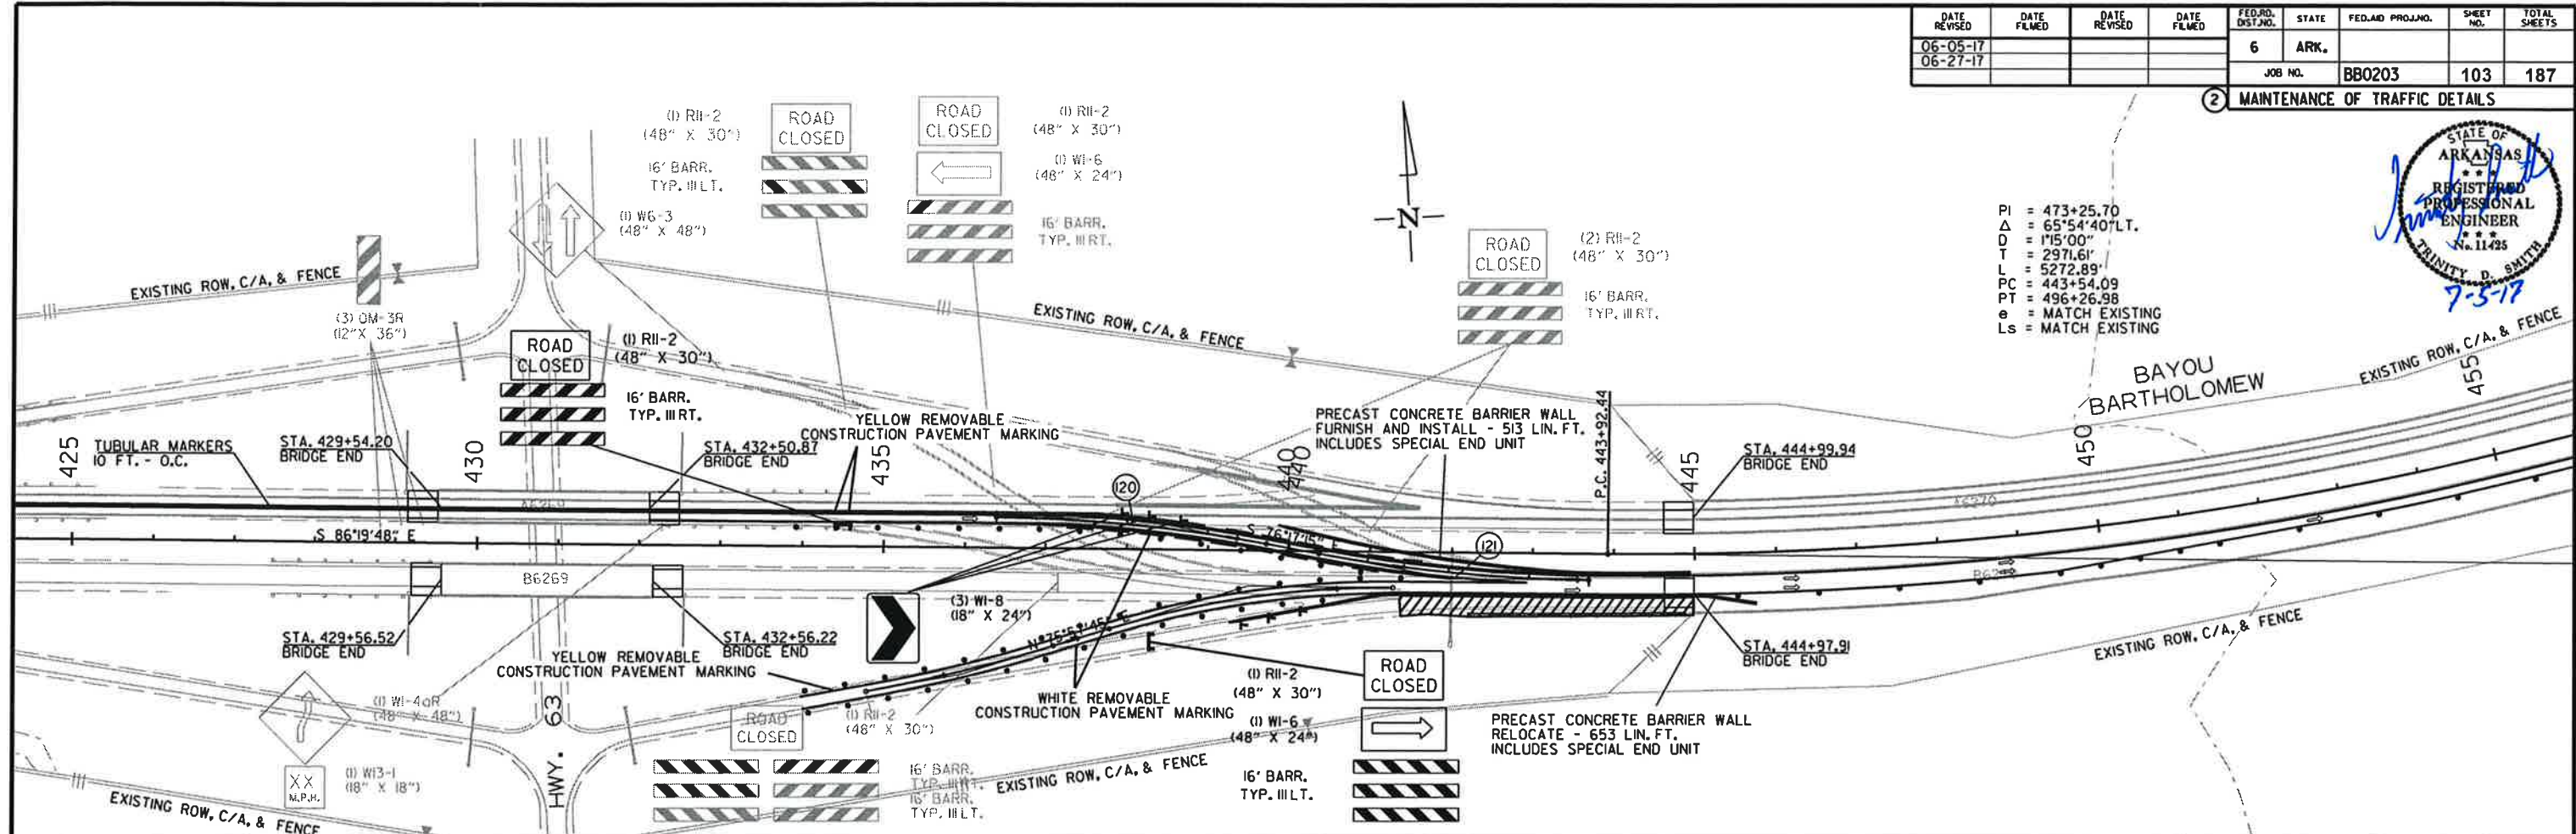 DATE REVISED
DATE FILMED
DATE REVISED
DATE FILMED
FED.RD. DIST.NO.
STATE
FED.AID PROJ.NO.
SHEET NO.
TOTAL SHEETS
06-05-17
06-27-17
6
ARK.
JOB NO.
BB0203
103
187
2
MAINTENANCE OF TRAFFIC DETAILS
STATE OF
ARKANSAS
REGISTERED
PROFESSIONAL
ENGINEER
No. 11425
TRINITY D. SMITH
7-5-17
PI = 473+25.70
Δ = 65°54'40" LT.
D = 1°15'00"
T = 2971.61'
L = 5272.89'
PC = 443+54.09
PT = 496+26.98
e = MATCH EXISTING
Ls = MATCH EXISTING
(1) R11-2
(48" X 30")
ROAD
CLOSED
16' BARR.
TYP. III LT.
ROAD
CLOSED
(1) R11-2
(48" X 30")
(1) W1-6
(48" X 24")
16' BARR.
TYP. III RT.
(1) W6-3
(48" X 48")
N
ROAD
CLOSED
(2) R11-2
(48" X 30")
16' BARR.
TYP. III RT.
EXISTING ROW, C/A, & FENCE
(3) OM-3R
(12" X 36")
EXISTING ROW, C/A, & FENCE
ROAD
CLOSED
(1) R11-2
(48" X 30")
16' BARR.
TYP. III RT.
BAYOU
BARTHOLOMEW
EXISTING ROW, C/A, & FENCE
425
TUBULAR MARKERS
10 FT. - O.C.
STA. 429+54.20
BRIDGE END
430
STA. 432+50.87
BRIDGE END
YELLOW REMOVABLE
CONSTRUCTION PAVEMENT MARKING
435
PRECAST CONCRETE BARRIER WALL
FURNISH AND INSTALL - 513 LIN. FT.
INCLUDES SPECIAL END UNIT
440
440
P.C. 443+92.44
445
STA. 444+99.94
BRIDGE END
450
455
A6269
120
A6270
S 86°19'48" E
S 76°17'15" E
121
B6269
(3) W1-8
(18" X 24")
STA. 429+56.52
BRIDGE END
STA. 432+56.22
BRIDGE END
STA. 444+97.91
BRIDGE END
EXISTING ROW, C/A, & FENCE
YELLOW REMOVABLE
CONSTRUCTION PAVEMENT MARKING
WHITE REMOVABLE
CONSTRUCTION PAVEMENT MARKING
(1) R11-2
(48" X 30")
ROAD
CLOSED
(1) W1-6
(48" X 24")
16' BARR.
TYP. III LT.
PRECAST CONCRETE BARRIER WALL
RELOCATE - 653 LIN. FT.
INCLUDES SPECIAL END UNIT
(1) W1-4aR
(48" X 48")
HWY. 63
ROAD
CLOSED
(1) R11-2
(48" X 30")
XX
M.P.H.
(1) W13-1
(18" X 18")
16' BARR.
TYP. III RT.
16' BARR.
TYP. III LT.
EXISTING ROW, C/A, & FENCE
EXISTING ROW, C/A, & FENCE